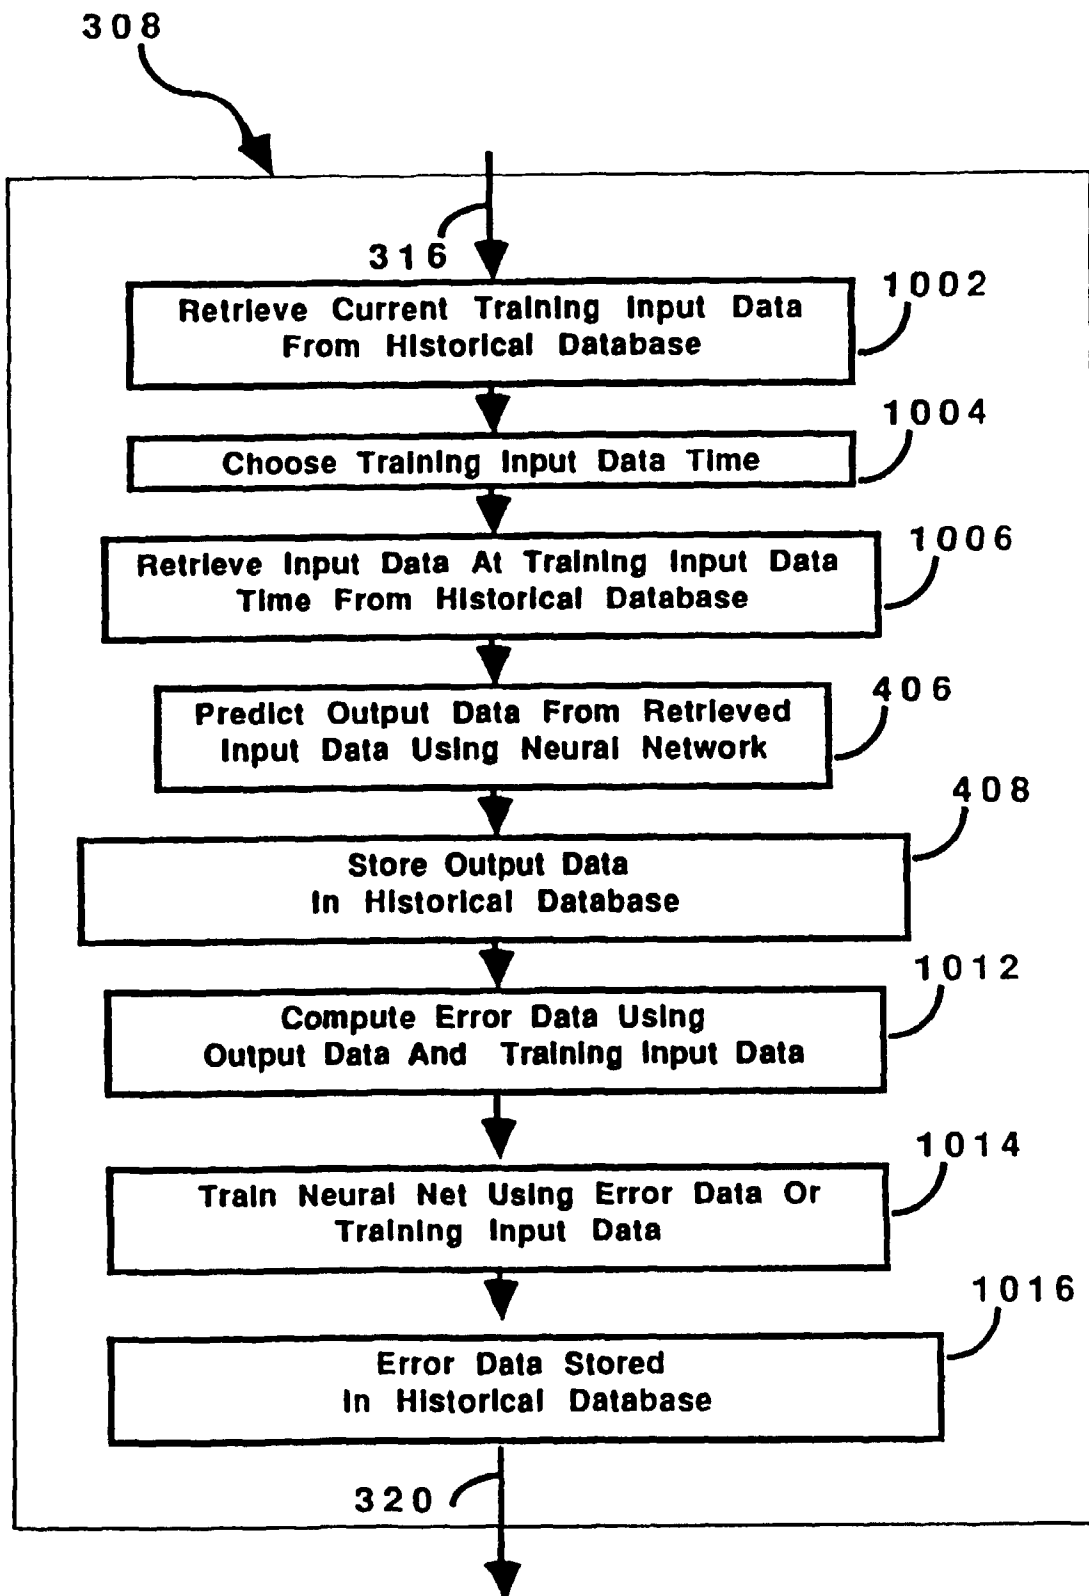 308
316
1002
Retrieve Current Training Input Data
From Historical Database
1004
Choose Training Input Data Time
1006
Retrieve Input Data At Training Input Data
Time From Historical Database
406
Predict Output Data From Retrieved
Input Data Using Neural Network
408
Store Output Data
In Historical Database
1012
Compute Error Data Using
Output Data And Training Input Data
1014
Train Neural Net Using Error Data Or
Training Input Data
1016
Error Data Stored
In Historical Database
320